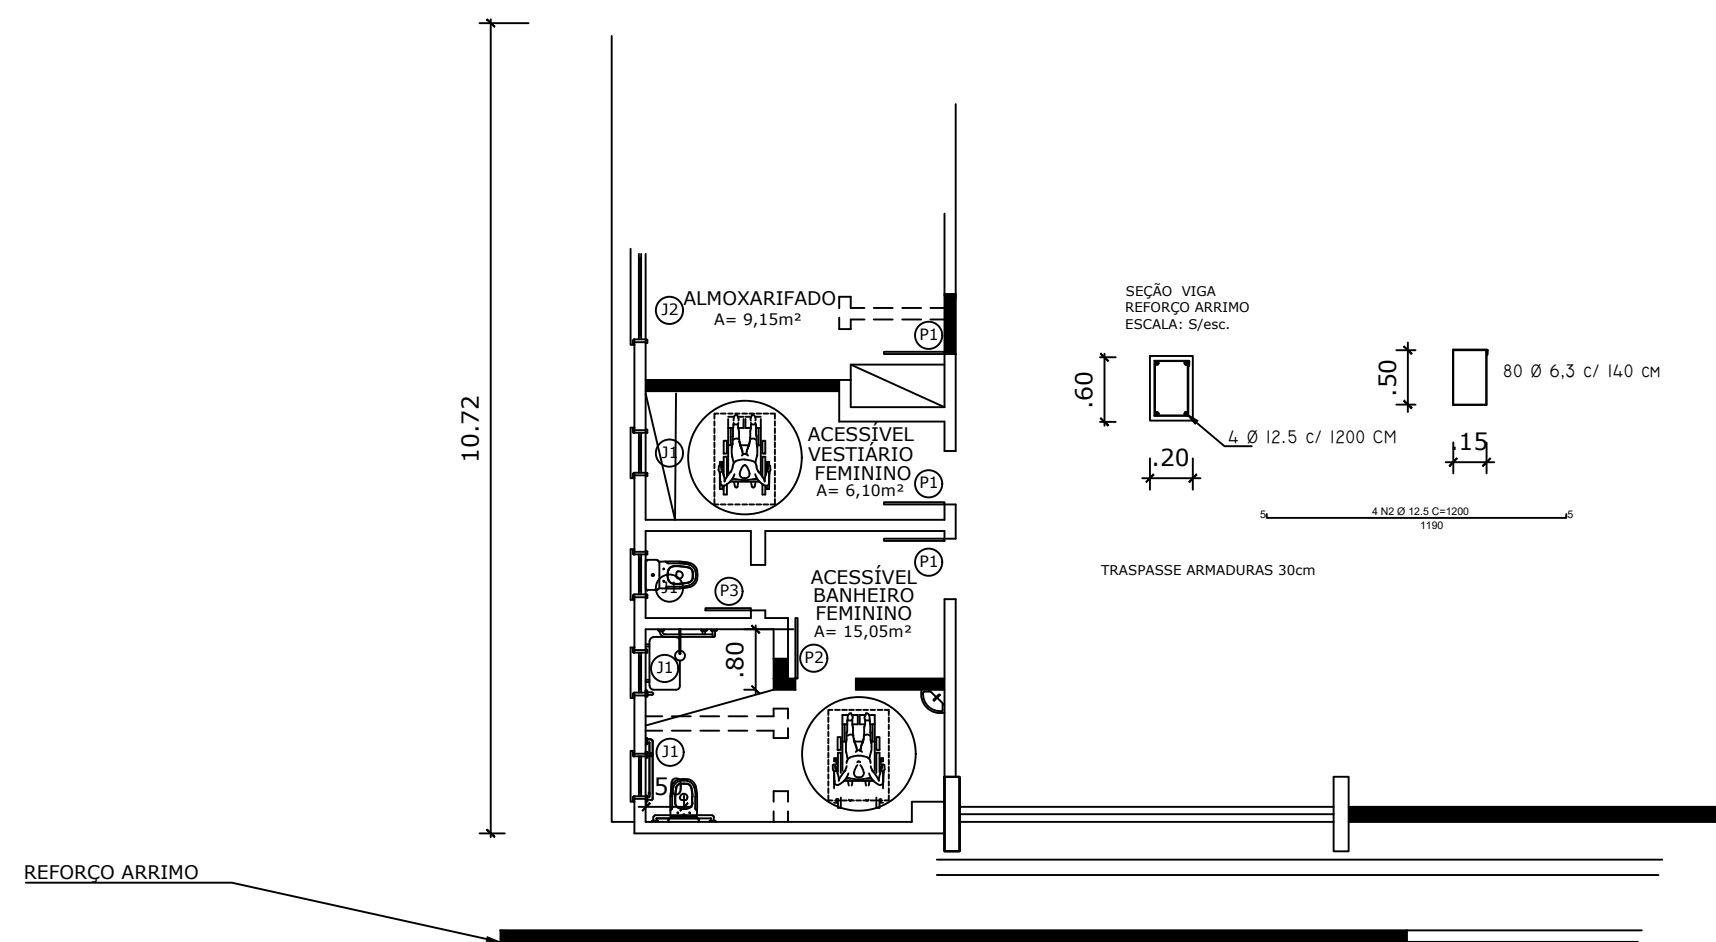 10.72
J2
ALMOXARIFADO
A= 9,15m²
P1
J1
ACESSÍVEL
VESTIÁRIO
FEMININO
A= 6,10m²
P1
P1
J1
P3
ACESSÍVEL
BANHEIRO
FEMININO
A= 15,05m²
J1
.80
P2
J1
REFORÇO ARRIMO
SEÇÃO VIGA
REFORÇO ARRIMO
ESCALA: S/esc.
.60
.20
4 Ø 12.5 c/ 1200 CM
.50
.15
80 Ø 6,3 c/ 140 CM
5
4 N2 Ø 12.5 C=1200
5
1190
TRASPASSE ARMADURAS 30cm